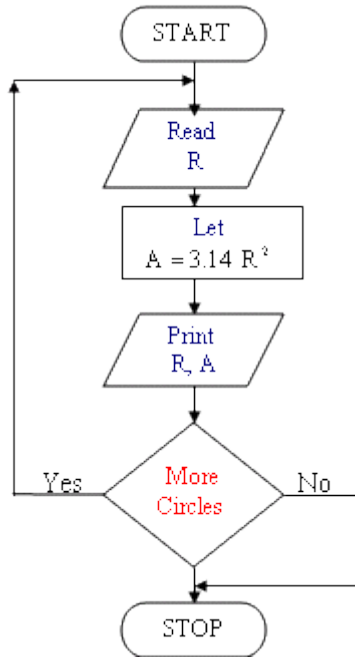 START
Read
R
Let
A = 3.14 R²
Print
R, A
More
Circles
Yes
No
STOP